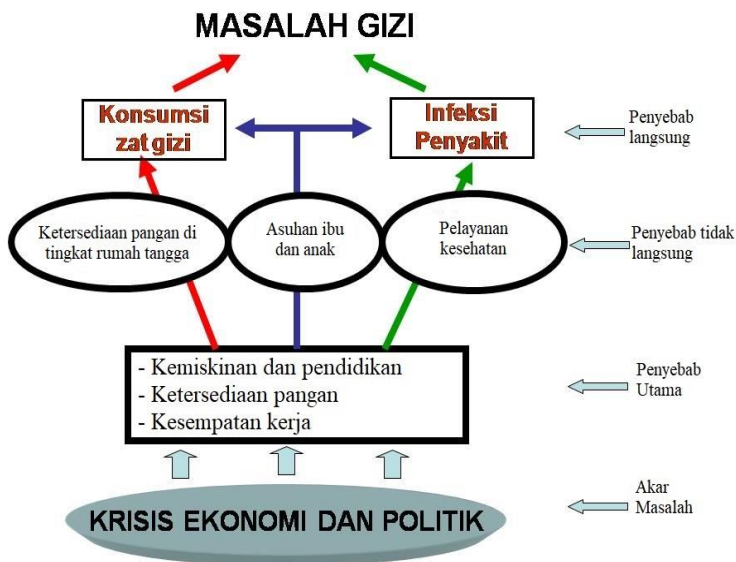 MASALAH GIZI
Konsumsi
zat gizi
Infeksi
Penyakit
Penyebab
langsung
Ketersediaan pangan di
tingkat rumah tangga
Asuhan ibu
dan anak
Pelayanan
kesehatan
Penyebab tidak
langsung
- Kemiskinan dan pendidikan
- Ketersediaan pangan
- Kesempatan kerja
Penyebab
Utama
KRISIS EKONOMI DAN POLITIK
Akar
Masalah